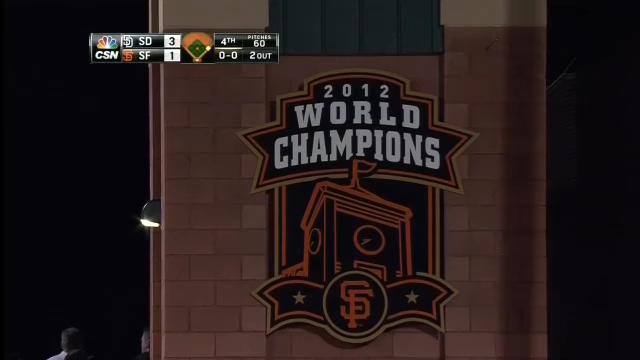 SD 3 4TH PITCHES 60
CSN SF 1 0-0 2 OUT
2012
WORLD
CHAMPIONS
SF